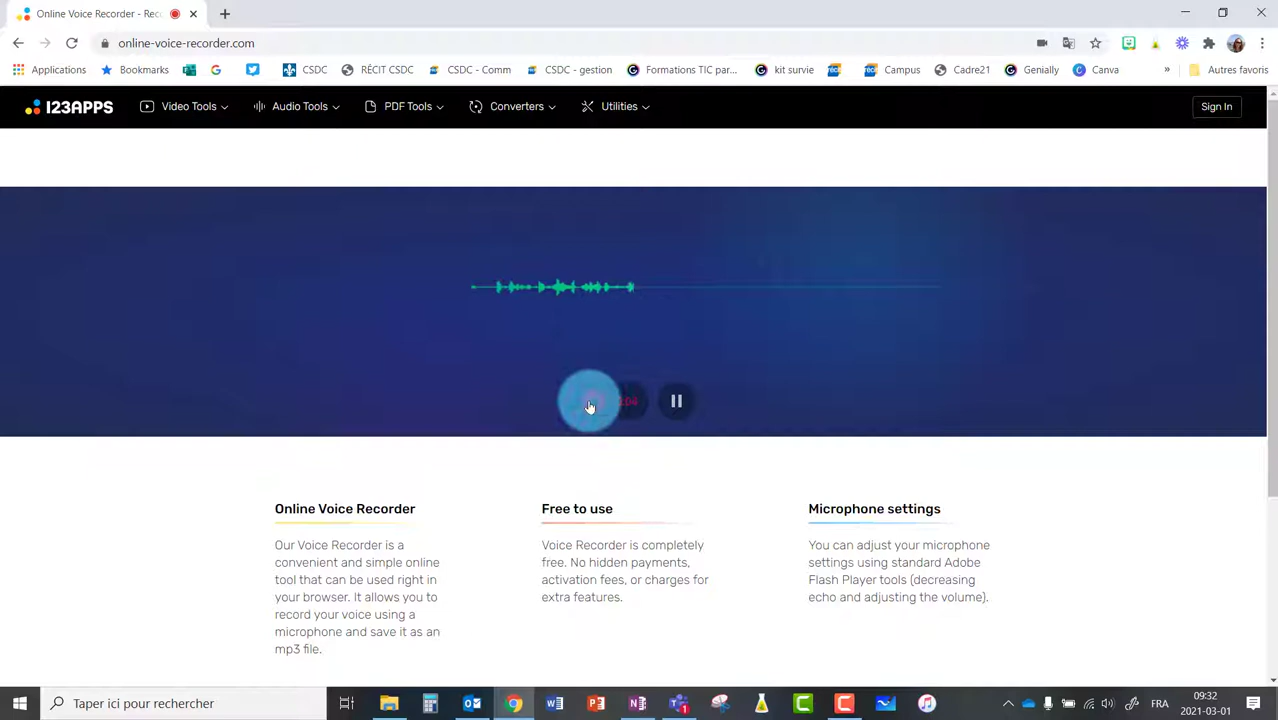 Online Voice Recorder - Rec
online-voice-recorder.com
Applications
Bookmarks
CSDC
RÉCIT CSDC
CSDC - Comm
CSDC - gestion
Formations TIC par...
kit survie
Campus
Cadre21
Genially
Canva
»
Autres favoris
123APPS
Video Tools
Audio Tools
PDF Tools
Converters
Utilities
Sign In
Online Voice Recorder
Our Voice Recorder is a
convenient and simple online
tool that can be used right in
your browser. It allows you to
record your voice using a
microphone and save it as an
mp3 file.
Free to use
Voice Recorder is completely
free. No hidden payments,
activation fees, or charges for
extra features.
Microphone settings
You can adjust your microphone
settings using standard Adobe
Flash Player tools (decreasing
echo and adjusting the volume).
Taper ici pour rechercher
FRA
09:32
2021-03-01